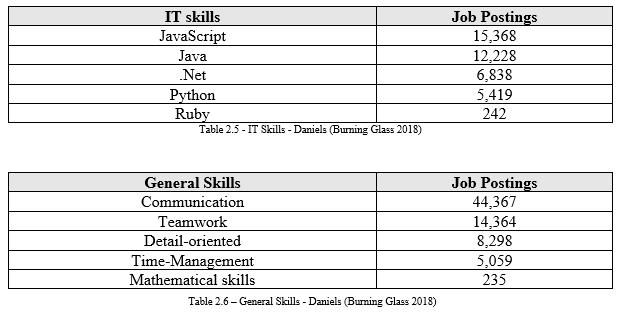 IT skills Job Postings
JavaScript 15,368
Java 12,228
.Net 6,838
Python 5,419
Ruby 242
Table 2.5 - IT Skills - Daniels (Burning Glass 2018)
General Skills Job Postings
Communication 44,367
Teamwork 14,364
Detail-oriented 8,298
Time-Management 5,059
Mathematical skills 235
Table 2.6 – General Skills - Daniels (Burning Glass 2018)